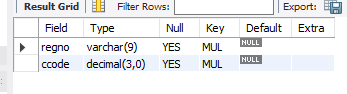 Result Grid Filter Rows: Export:
Field Type Null Key Default Extra
regno varchar(9) YES MUL NULL
ccode decimal(3,0) YES MUL NULL